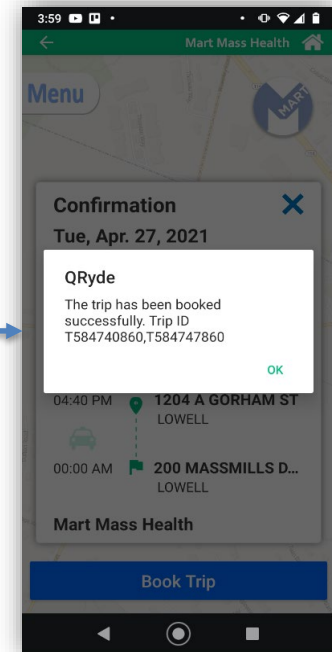 3:59
Mart Mass Health
Menu
MART
Confirmation
Tue, Apr. 27, 2021
QRyde
The trip has been booked
successfully. Trip ID
T584740860,T584747860
OK
04:40 PM 1204 A GORHAM ST
LOWELL
00:00 AM 200 MASSMILLS D...
LOWELL
Mart Mass Health
Book Trip